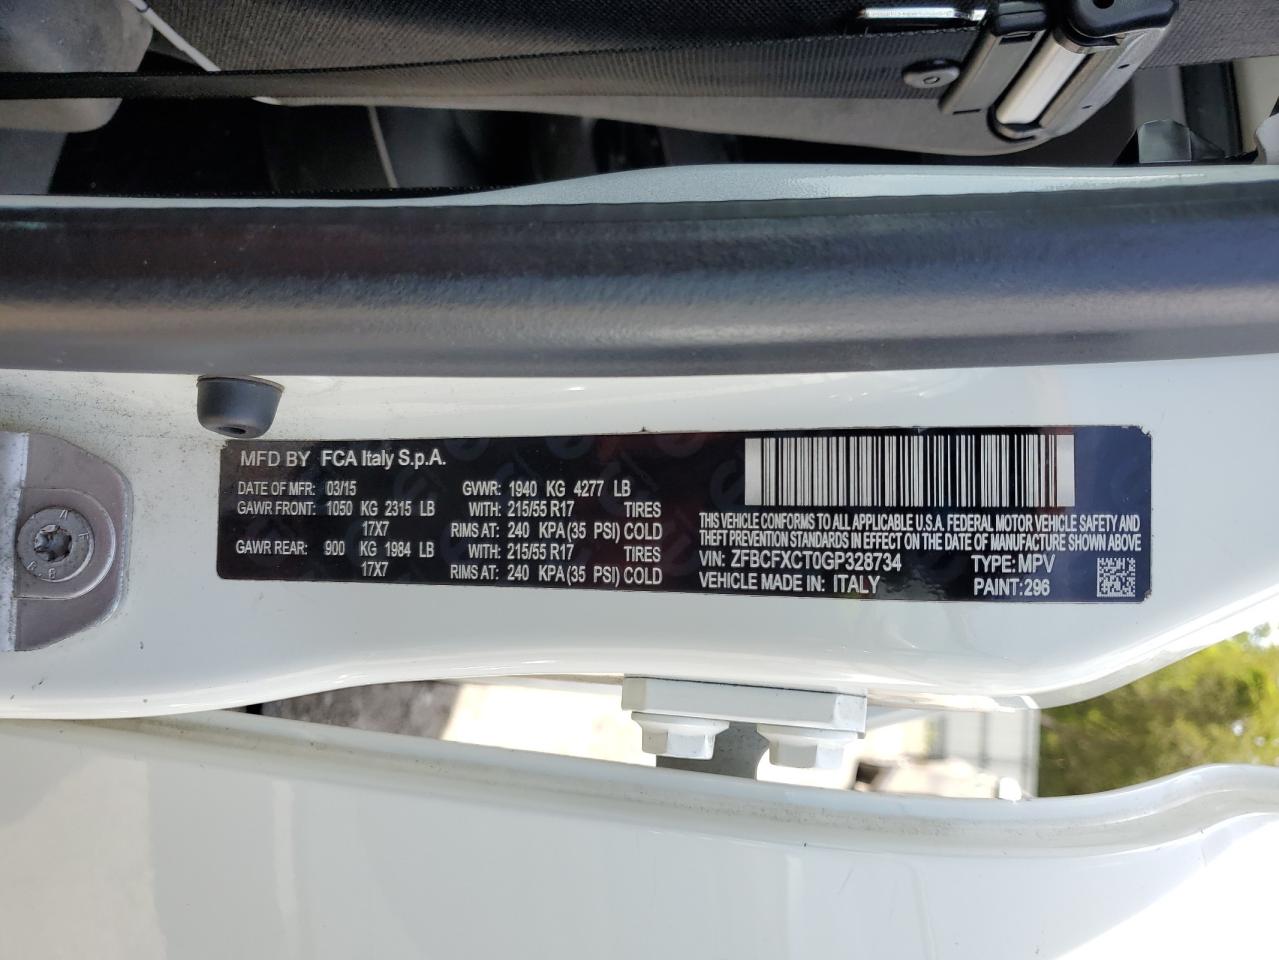 MFD BY FCA Italy S.p.A.
DATE OF MFR: 03/15 GVWR: 1940 KG 4277 LB
GAWR FRONT: 1050 KG 2315 LB WITH: 215/55 R17 TIRES
17X7 RIMS AT: 240 KPA(35 PSI) COLD
GAWR REAR: 900 KG 1984 LB WITH: 215/55 R17 TIRES
17X7 RIMS AT: 240 KPA(35 PSI) COLD
THIS VEHICLE CONFORMS TO ALL APPLICABLE U.S.A. FEDERAL MOTOR VEHICLE SAFETY AND
THEFT PREVENTION STANDARDS IN EFFECT ON THE DATE OF MANUFACTURE SHOWN ABOVE
VIN: ZFBCFXCT0GP328734 TYPE: MPV
VEHICLE MADE IN: ITALY PAINT: 296